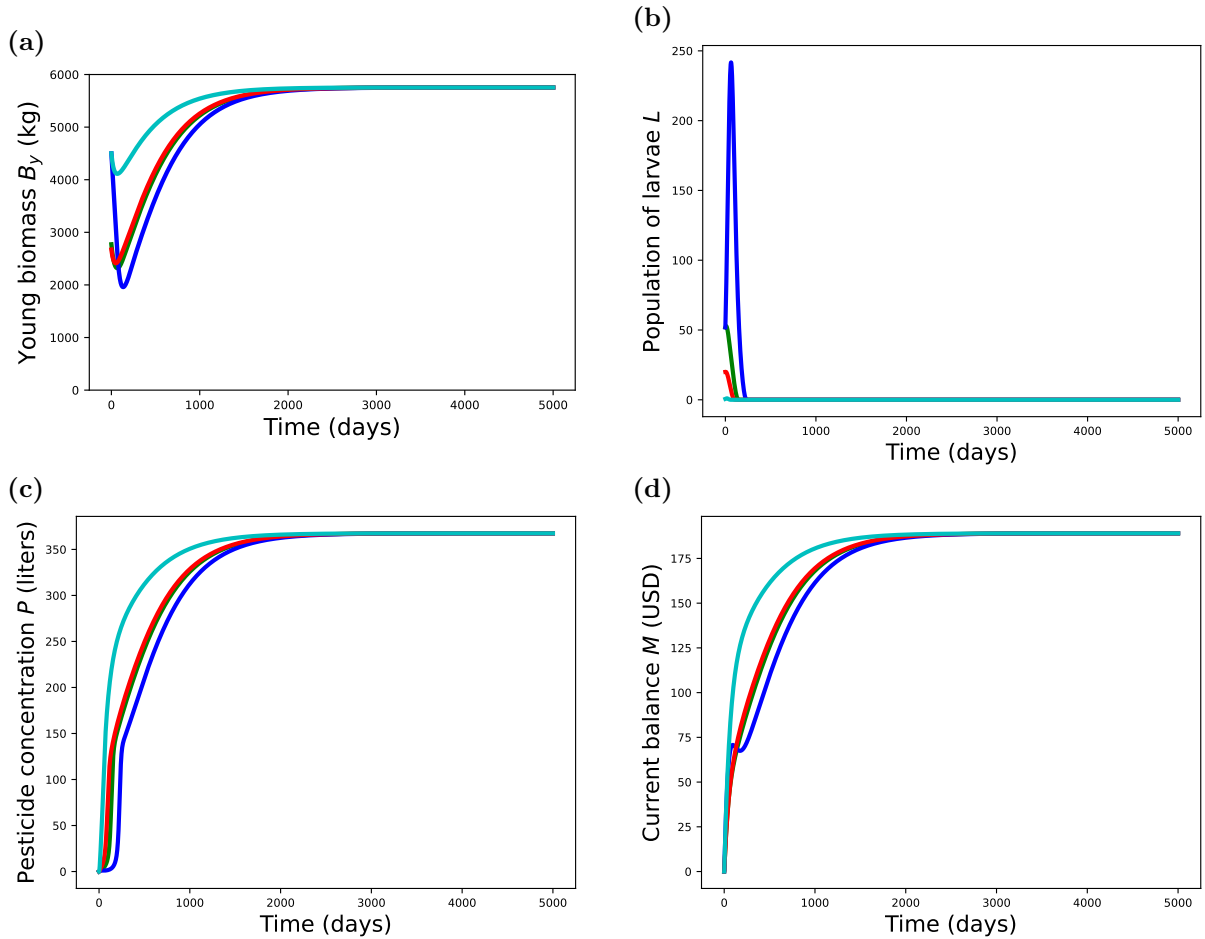 (a)
6000
5000
4000
3000
2000
1000
0
Young biomass B_y (kg)
0 1000 2000 3000 4000 5000
Time (days)
(b)
250
200
150
100
50
0
Population of larvae L
0 1000 2000 3000 4000 5000
Time (days)
(c)
350
300
250
200
150
100
50
0
Pesticide concentration P (liters)
0 1000 2000 3000 4000 5000
Time (days)
(d)
175
150
125
100
75
50
25
0
Current balance M (USD)
0 1000 2000 3000 4000 5000
Time (days)